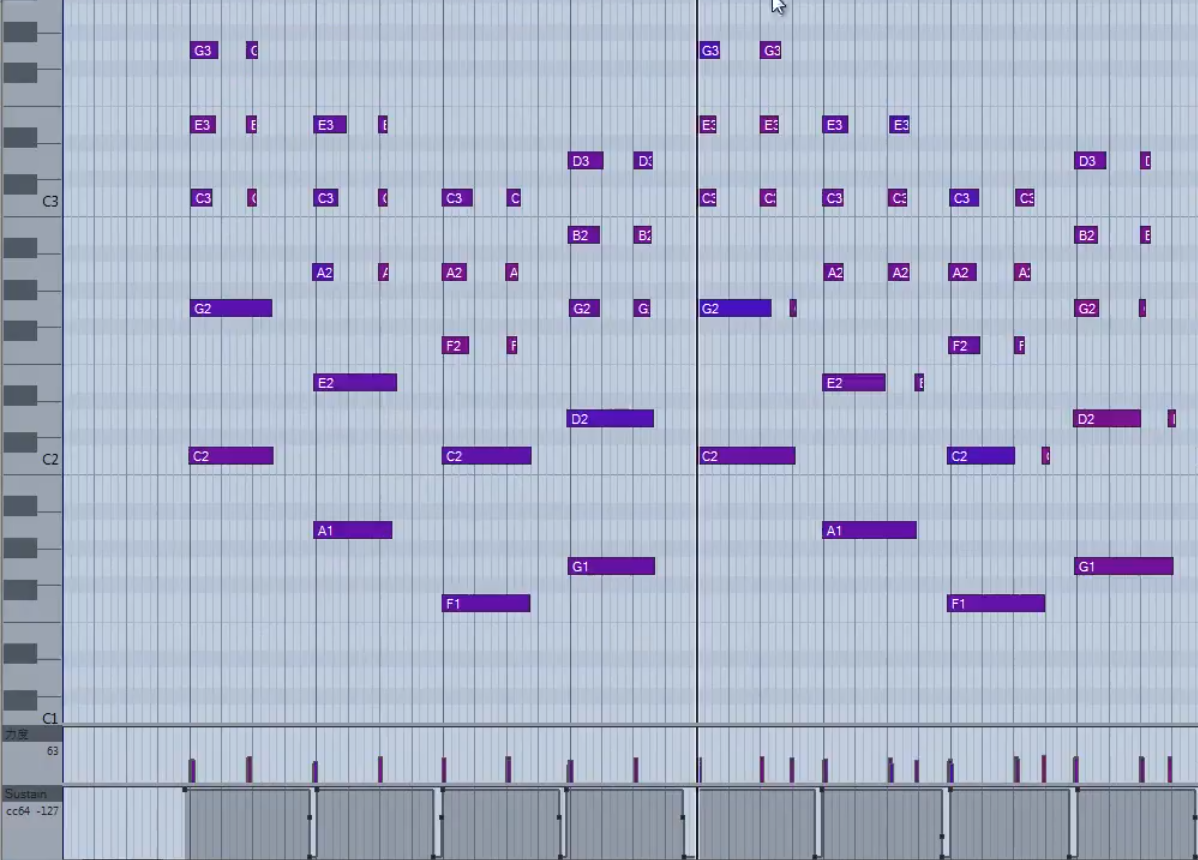 G3 G3 G3
E3 E3 E3 E3 E3 E3
D3 D3 D3
C3 C3 C3 C3 C C3 C3 C3 C3 C3 C3
B2 B2 B2
A2 A2 A A2 A2 A2 A2
G2 G2 G G2 G2
F2 F F2 F
E2 E2
D2 D2
C2 C2 C2 C2 C2
A1 A1
G1 G1
F1 F1
C1
力度
63
Sustain
cc64 -127